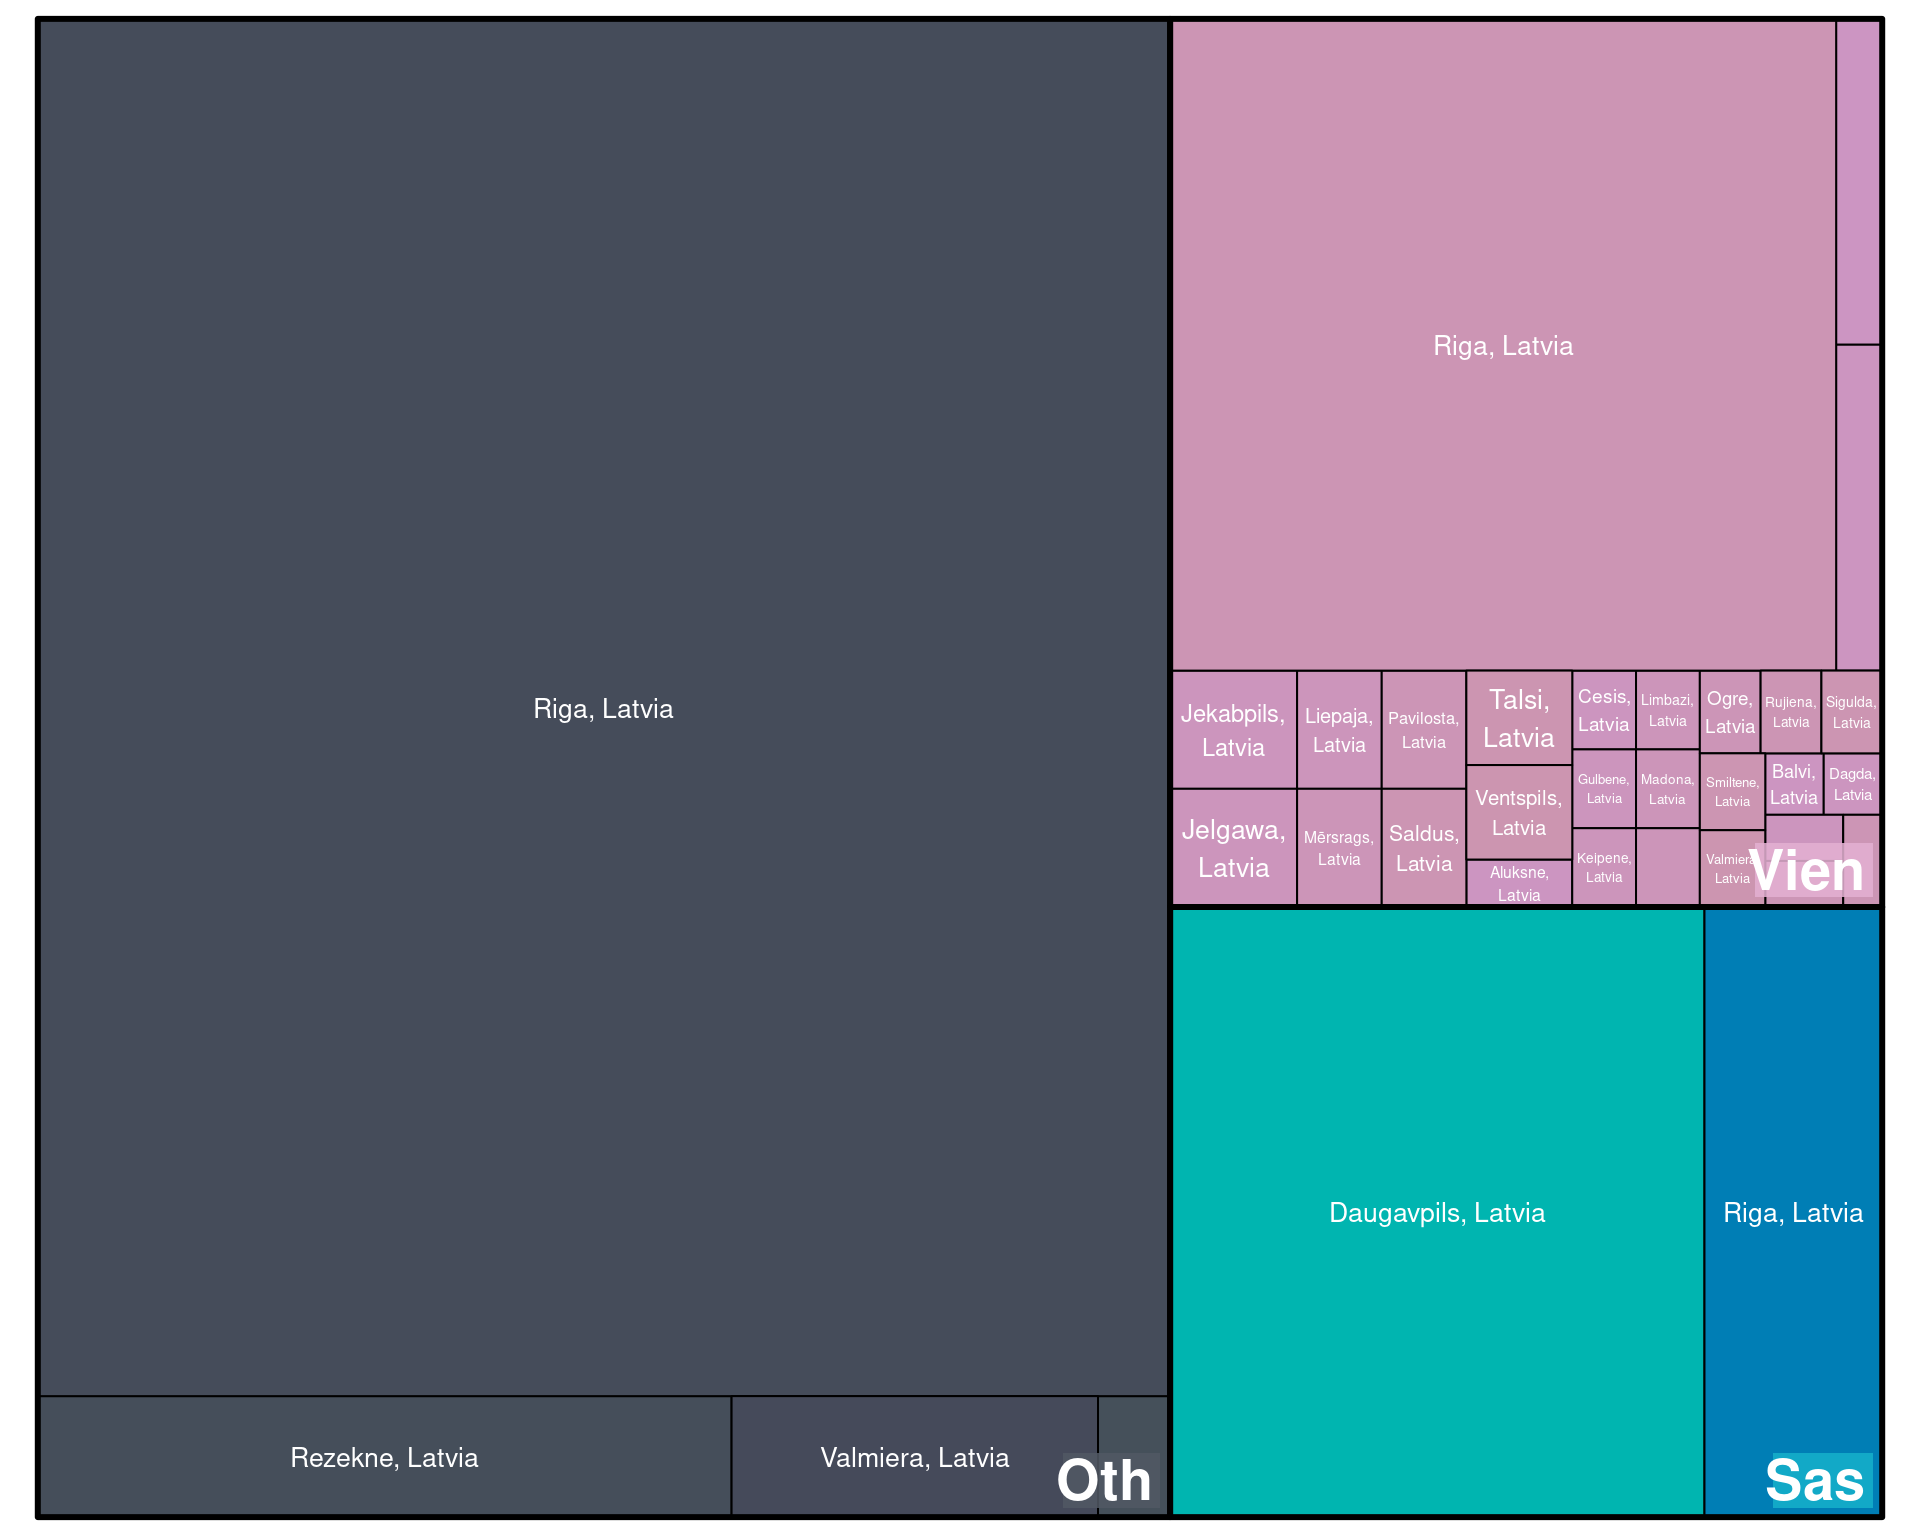 Riga, Latvia
Rezekne, Latvia
Valmiera, Latvia
Oth
Riga, Latvia
Jekabpils,
Latvia
Liepaja,
Latvia
Pavilosta,
Latvia
Talsi,
Latvia
Cesis,
Latvia
Limbazi,
Latvia
Ogre,
Latvia
Rujiena,
Latvia
Sigulda,
Latvia
Jelgawa,
Latvia
Mērsrags,
Latvia
Saldus,
Latvia
Ventspils,
Latvia
Aluksne,
Latvia
Gulbene,
Latvia
Madona,
Latvia
Keipene,
Latvia
Smiltene,
Latvia
Balvi,
Latvia
Dagda,
Latvia
Valmiera
Latvia
Vien
Daugavpils, Latvia
Riga, Latvia
Sas